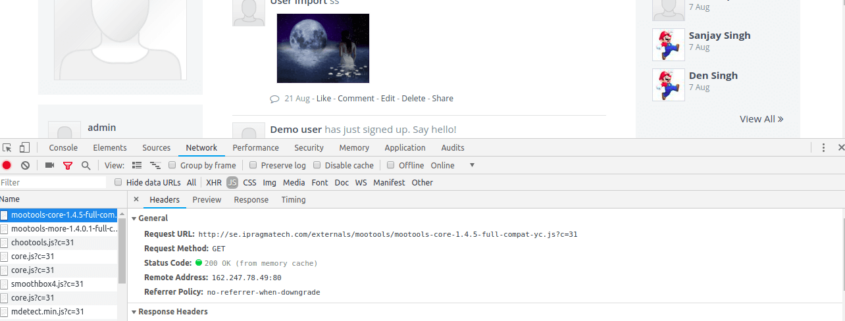 User import ss
7 Aug
Sanjay Singh
7 Aug
Den Singh
7 Aug
21 Aug - Like - Comment - Edit - Delete - Share
View All »
admin
Demo user has just signed up. Say hello!
Console Elements Sources Network Performance Security Memory Application Audits
View: Group by frame Preserve log Disable cache Offline Online
Filter Hide data URLs All XHR JS CSS Img Media Font Doc WS Manifest Other
Name
Headers Preview Response Timing
mootools-core-1.4.5-full-com...
mootools-more-1.4.0.1-full-c...
chootools.js?c=31
core.js?c=31
core.js?c=31
smoothbox4.js?c=31
core.js?c=31
mdetect.min.js?c=31
General
Request URL: http://se.ipragmatech.com/externals/mootools/mootools-core-1.4.5-full-compat-yc.js?c=31
Request Method: GET
Status Code: 200 OK (from memory cache)
Remote Address: 162.247.78.49:80
Referrer Policy: no-referrer-when-downgrade
Response Headers